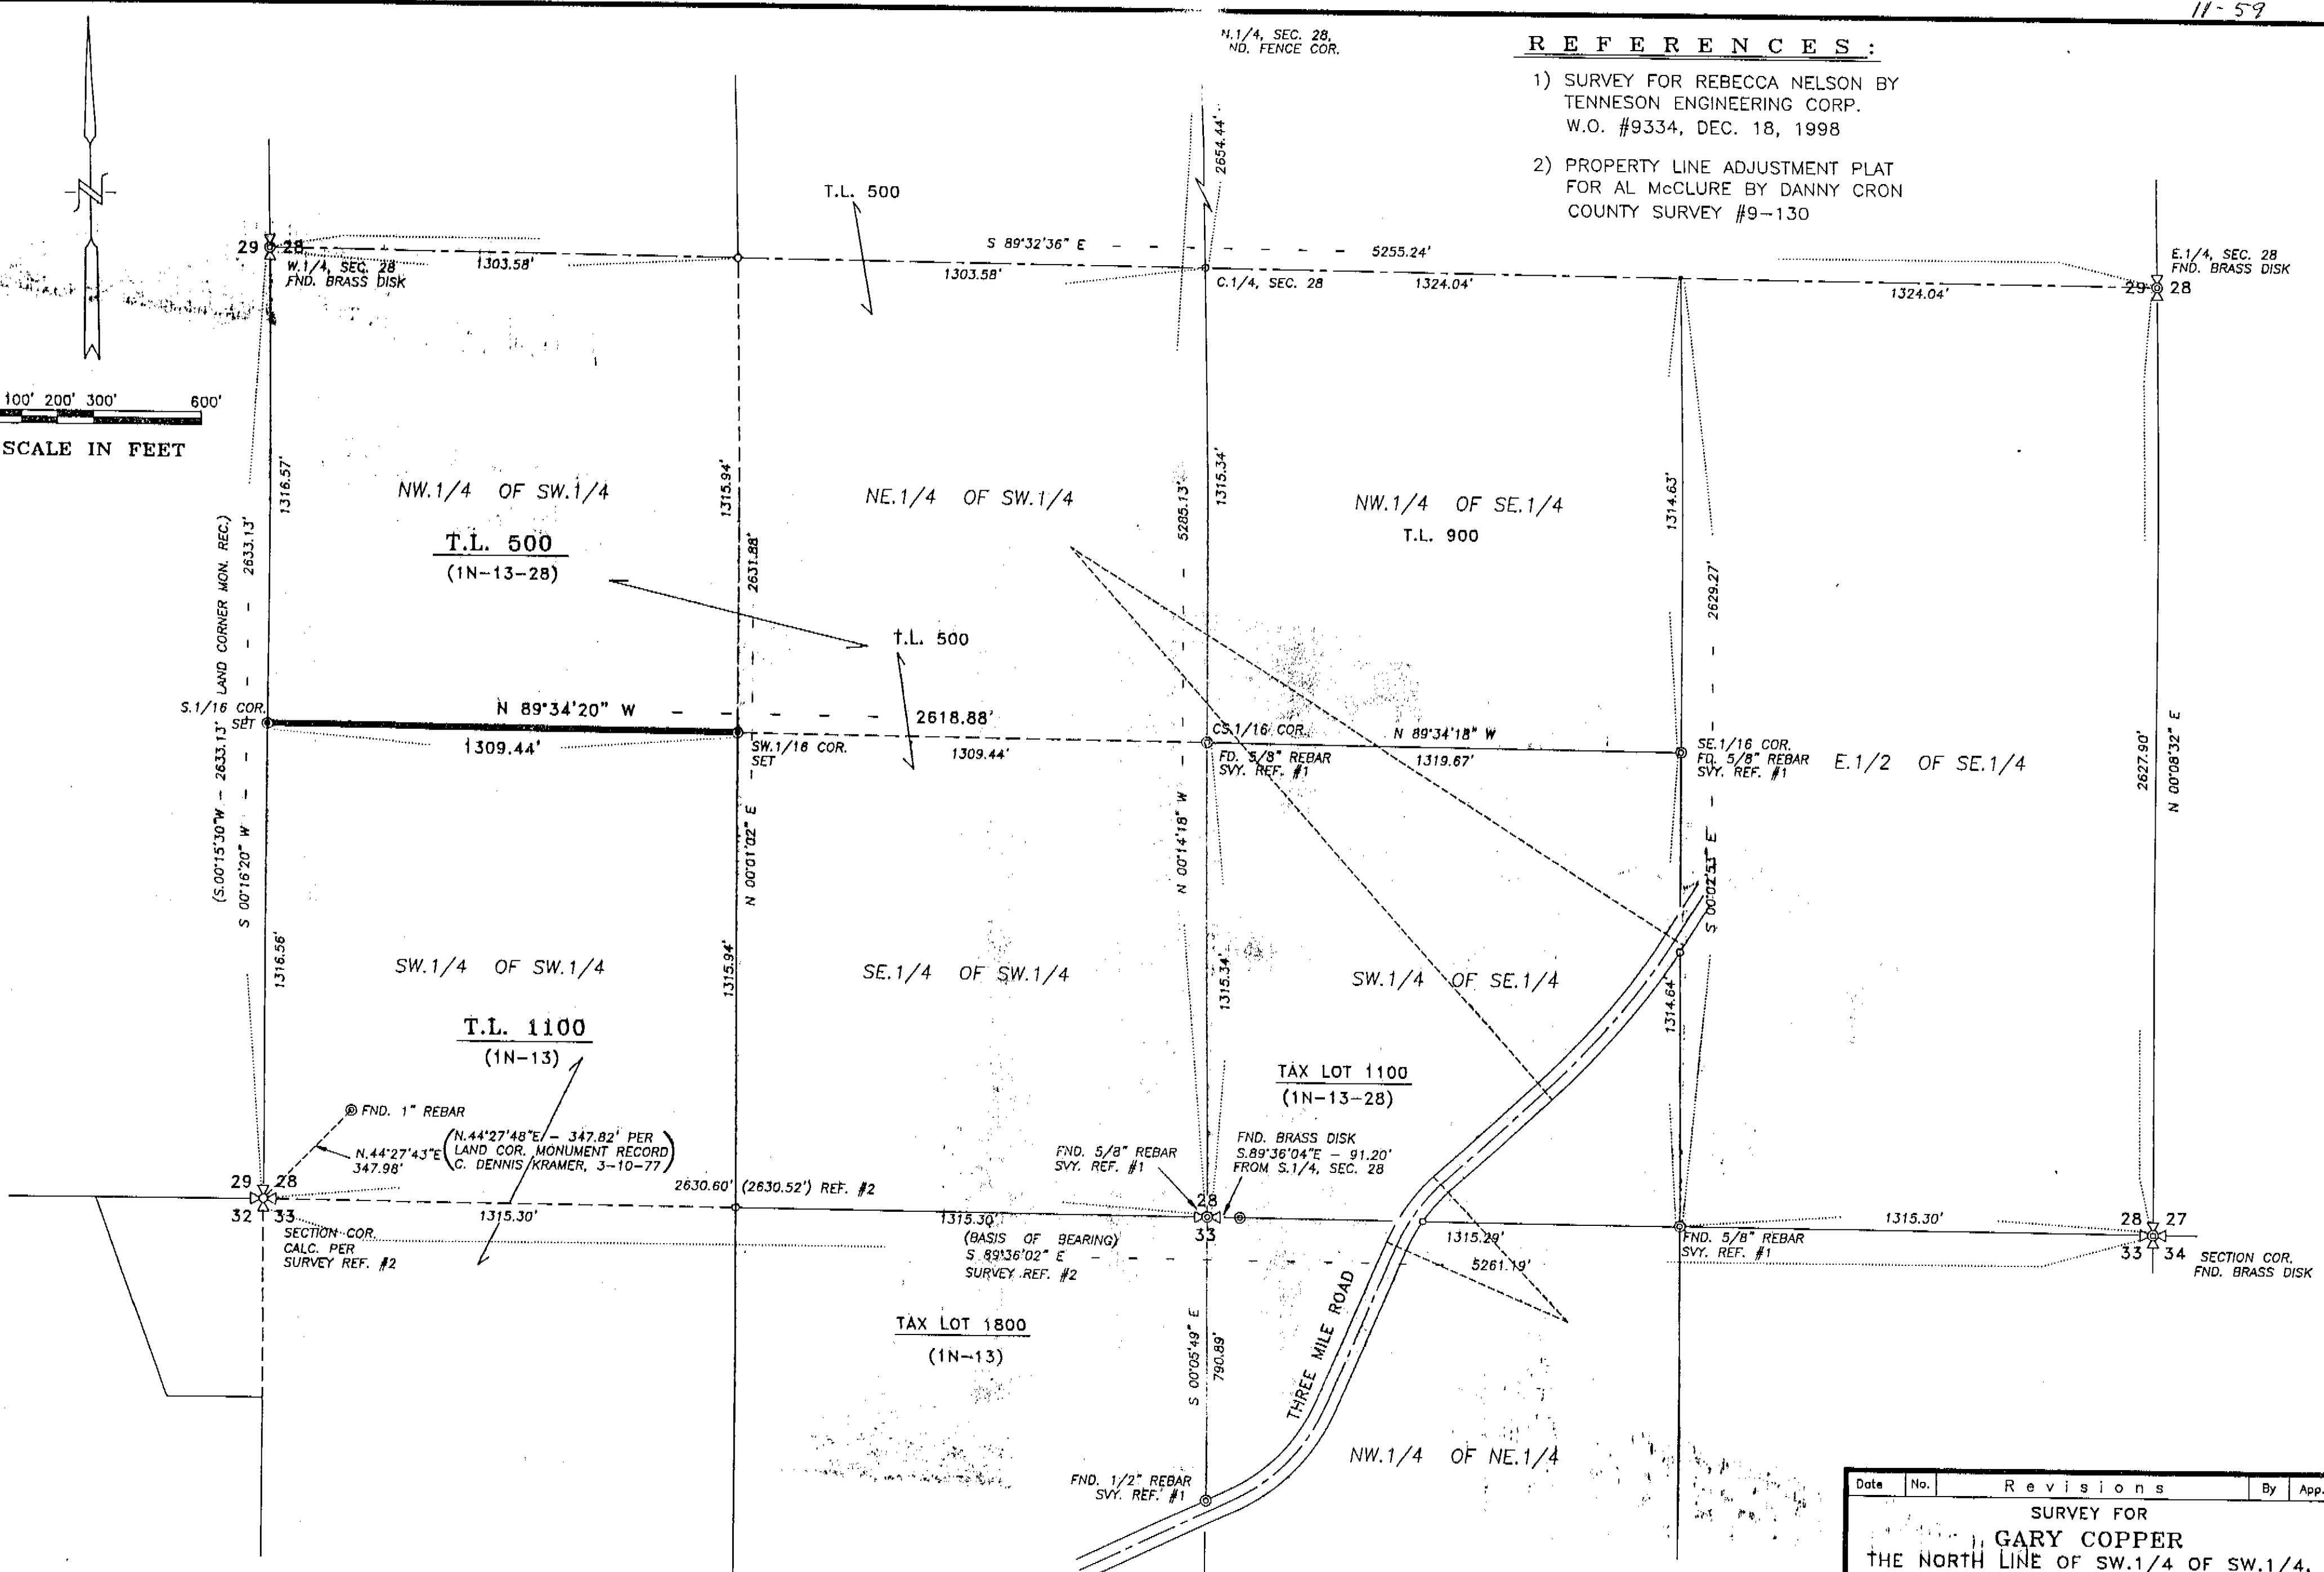 11-59
N.1/4, SEC. 28,
ND. FENCE COR.
R E F E R E N C E S :
1) SURVEY FOR REBECCA NELSON BY
TENNESON ENGINEERING CORP.
W.O. #9334, DEC. 18, 1998
2) PROPERTY LINE ADJUSTMENT PLAT
FOR AL McCLURE BY DANNY CRON
COUNTY SURVEY #9-130
N
100' 200' 300' 600'
SCALE IN FEET
T.L. 500
2654.44'
29 28
W.1/4, SEC. 28
FND. BRASS DISK
1303.58'
S 89°32'36" E - - - - - - 5255.24'
1303.58'
C.1/4, SEC. 28
1324.04'
1324.04'
E.1/4, SEC. 28
FND. BRASS DISK
29 28
1316.57'
NW.1/4 OF SW.1/4
T.L. 500
(1N-13-28)
1315.94'
2631.88'
NE.1/4 OF SW.1/4
5285.13'
1315.34'
NW.1/4 OF SE.1/4
T.L. 900
1314.63'
2629.27'
(S.00°15'30"W - 2633.13' LAND CORNER MON. REC.)
S 00°16'20" W - - - - - 2633.13'
T.L. 500
S.1/16 COR.
SET
N 89°34'20" W - - - - 2618.88'
1309.44'
SW.1/16 COR.
SET
1309.44'
CS.1/16 COR.
FD. 5/8" REBAR
SVY. REF. #1
N 89°34'18" W
1319.67'
SE.1/16 COR.
FD. 5/8" REBAR
SVY. REF. #1
E.1/2 OF SE.1/4
2627.90'
N 00°08'32" E
N 00°01'02" E
N 00°14'18" W
S 00°02'53" E
1316.56'
SW.1/4 OF SW.1/4
T.L. 1100
(1N-13)
1315.94'
SE.1/4 OF SW.1/4
1315.34'
SW.1/4 OF SE.1/4
1314.64'
TAX LOT 1100
(1N-13-28)
FND. 1" REBAR
N.44°27'43"E
347.98'
(N.44°27'48"E - 347.82' PER
LAND COR. MONUMENT RECORD
C. DENNIS KRAMER, 3-10-77)
FND. 5/8" REBAR
SVY. REF. #1
FND. BRASS DISK
S.89°36'04"E - 91.20'
FROM S.1/4, SEC. 28
29 28
32 33
SECTION COR.
CALC. PER
SURVEY REF. #2
1315.30'
2630.60' (2630.52') REF. #2
1315.30'
(BASIS OF BEARING)
S 89°36'02" E - - - - - 5261.19'
SURVEY REF. #2
28
33
1315.29'
FND. 5/8" REBAR
SVY. REF. #1
1315.30'
28 27
33 34
SECTION COR.
FND. BRASS DISK
TAX LOT 1800
(1N-13)
S 00°05'49" E
790.89'
THREE MILE ROAD
FND. 1/2" REBAR
SVY. REF. #1
NW.1/4 OF NE.1/4
Date No. Revisions By App.
SURVEY FOR
GARY COPPER
THE NORTH LINE OF SW.1/4 OF SW.1/4,